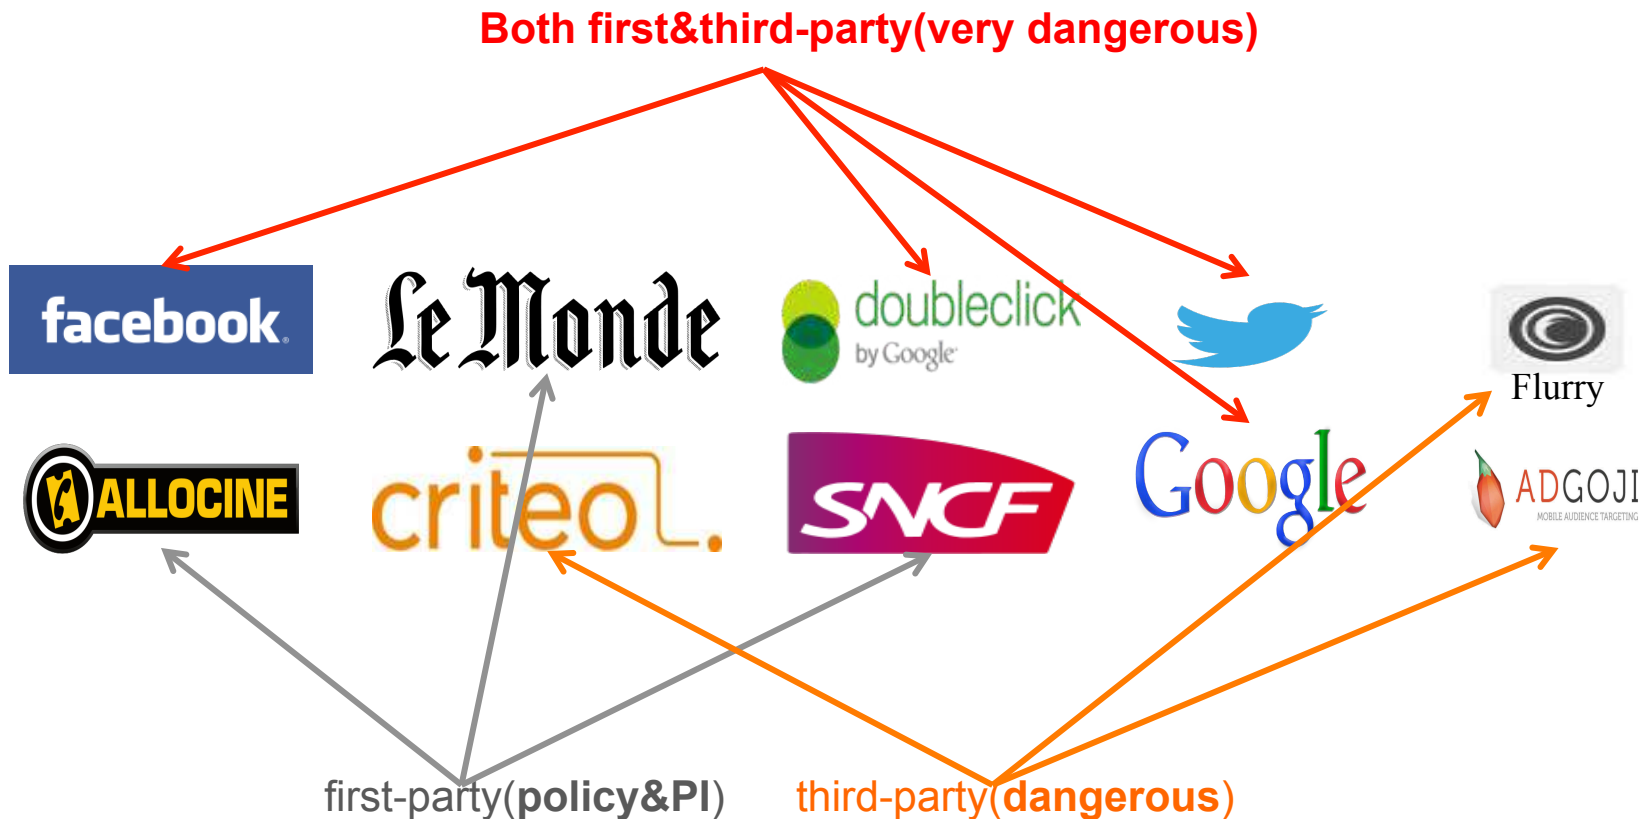 Both first&third-party(very dangerous)
facebook.
Le Monde
doubleclick
by Google
Flurry
ALLOCINE
criteo
SNCF
Google
ADGOJI
MOBILE AUDIENCE TARGETING
first-party(policy&PI)
third-party(dangerous)